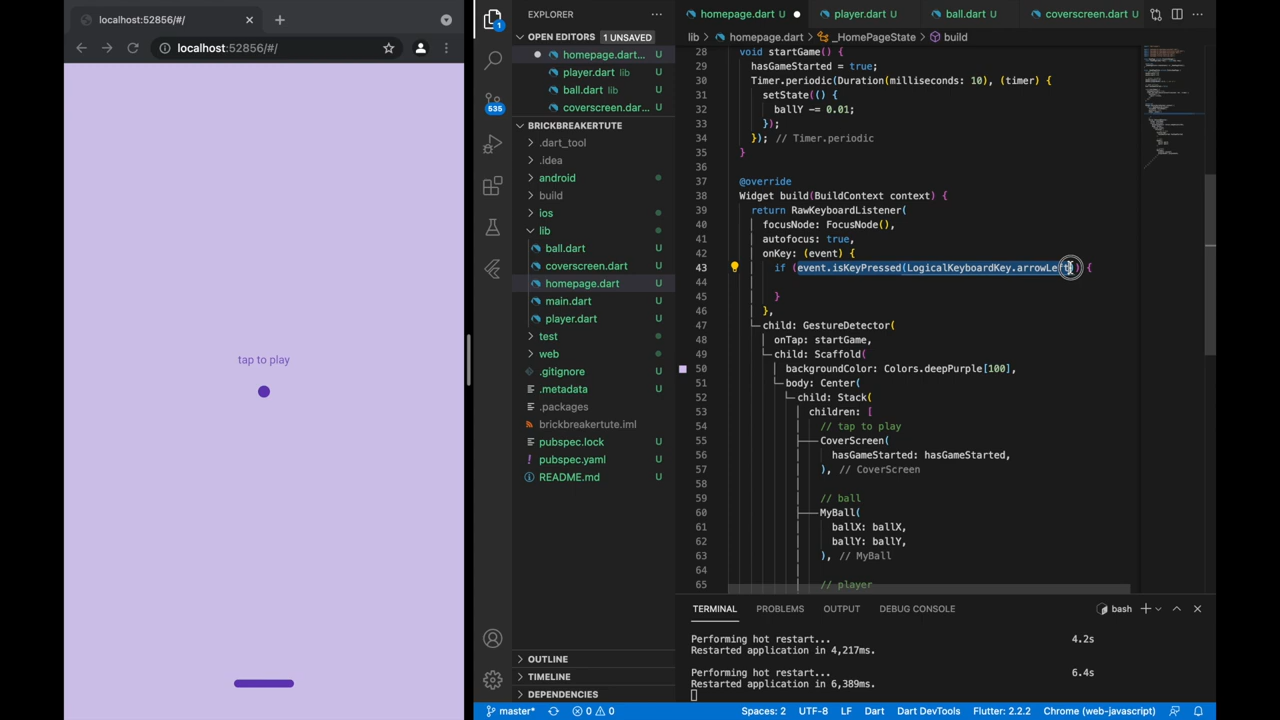 localhost:52856/#/
localhost:52856/#/
tap to play
EXPLORER
OPEN EDITORS 1 UNSAVED
homepage.dart... U
player.dart lib U
ball.dart lib U
coverscreen.dar... U
BRICKBREAKERTUTE
.dart_tool
.idea
android
build
ios
lib
ball.dart U
coverscreen.dart U
homepage.dart U
main.dart U
player.dart U
test
web
.gitignore U
.metadata U
.packages
brickbreakertute.iml
pubspec.lock U
pubspec.yaml U
README.md U
OUTLINE
TIMELINE
DEPENDENCIES
1
535
homepage.dart U
player.dart U
ball.dart U
coverscreen.dart U
lib > homepage.dart > _HomePageState > build
28 void startGame() {
29 hasGameStarted = true;
30 Timer.periodic(Duration(milliseconds: 10), (timer) {
31 setState(() {
32 ballY -= 0.01;
33 });
34 }); // Timer.periodic
35 }
36
37 @override
38 Widget build(BuildContext context) {
39 return RawKeyboardListener(
40 focusNode: FocusNode(),
41 autofocus: true,
42 onKey: (event) {
43 if (event.isKeyPressed(LogicalKeyboardKey.arrowLeft)) {
44
45 }
46 },
47 child: GestureDetector(
48 onTap: startGame,
49 child: Scaffold(
50 backgroundColor: Colors.deepPurple[100],
51 body: Center(
52 child: Stack(
53 children: [
54 // tap to play
55 CoverScreen(
56 hasGameStarted: hasGameStarted,
57 ), // CoverScreen
58
59 // ball
60 MyBall(
61 ballX: ballX,
62 ballY: ballY,
63 ), // MyBall
64
65 // player
TERMINAL PROBLEMS OUTPUT DEBUG CONSOLE bash
Performing hot restart... 4.2s
Restarted application in 4,217ms.
Performing hot restart... 6.4s
Restarted application in 6,389ms.
master* 0 0 Spaces: 2 UTF-8 LF Dart Dart DevTools Flutter: 2.2.2 Chrome (web-javascript)